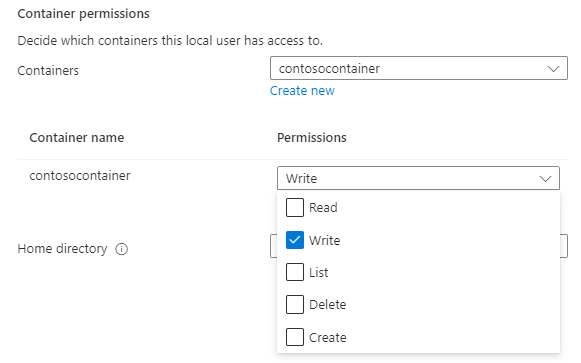 Container permissions
Decide which containers this local user has access to.
Containers
contosocontainer
Create new
Container name Permissions
contosocontainer
Write
Read
Write
Home directory
List
Delete
Create